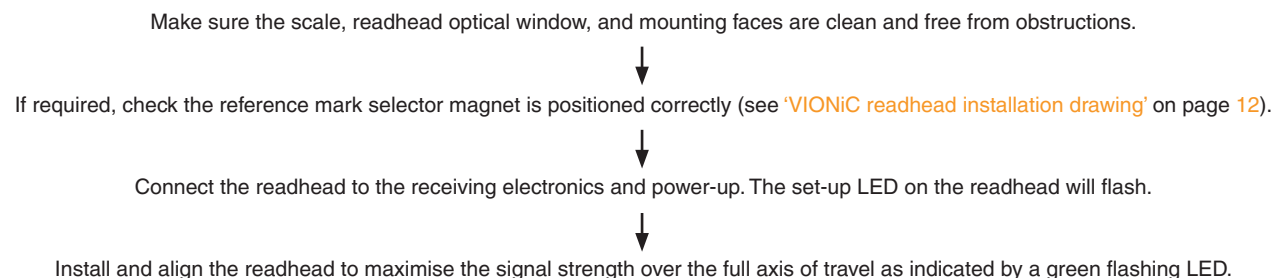 Make sure the scale, readhead optical window, and mounting faces are clean and free from obstructions.
If required, check the reference mark selector magnet is positioned correctly (see ‘VIONiC readhead installation drawing’ on page 12).
Connect the readhead to the receiving electronics and power-up. The set-up LED on the readhead will flash.
Install and align the readhead to maximise the signal strength over the full axis of travel as indicated by a green flashing LED.